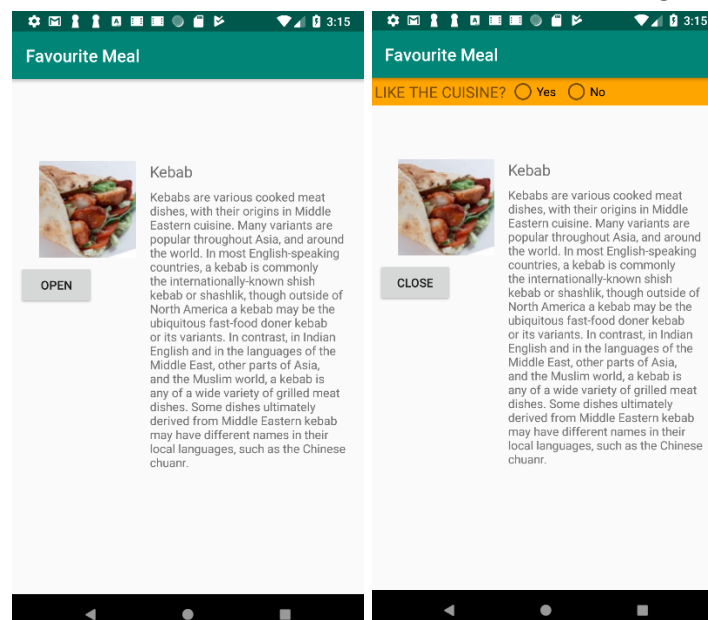 3:15
Favourite Meal
Kebab
Kebabs are various cooked meat
dishes, with their origins in Middle
Eastern cuisine. Many variants are
popular throughout Asia, and around
the world. In most English-speaking
countries, a kebab is commonly
the internationally-known shish
kebab or shashlik, though outside of
North America a kebab may be the
ubiquitous fast-food doner kebab
or its variants. In contrast, in Indian
English and in the languages of the
Middle East, other parts of Asia,
and the Muslim world, a kebab is
any of a wide variety of grilled meat
dishes. Some dishes ultimately
derived from Middle Eastern kebab
may have different names in their
local languages, such as the Chinese
chuanr.
OPEN
3:15
Favourite Meal
LIKE THE CUISINE? Yes No
Kebab
Kebabs are various cooked meat
dishes, with their origins in Middle
Eastern cuisine. Many variants are
popular throughout Asia, and around
the world. In most English-speaking
countries, a kebab is commonly
the internationally-known shish
kebab or shashlik, though outside of
North America a kebab may be the
ubiquitous fast-food doner kebab
or its variants. In contrast, in Indian
English and in the languages of the
Middle East, other parts of Asia,
and the Muslim world, a kebab is
any of a wide variety of grilled meat
dishes. Some dishes ultimately
derived from Middle Eastern kebab
may have different names in their
local languages, such as the Chinese
chuanr.
CLOSE